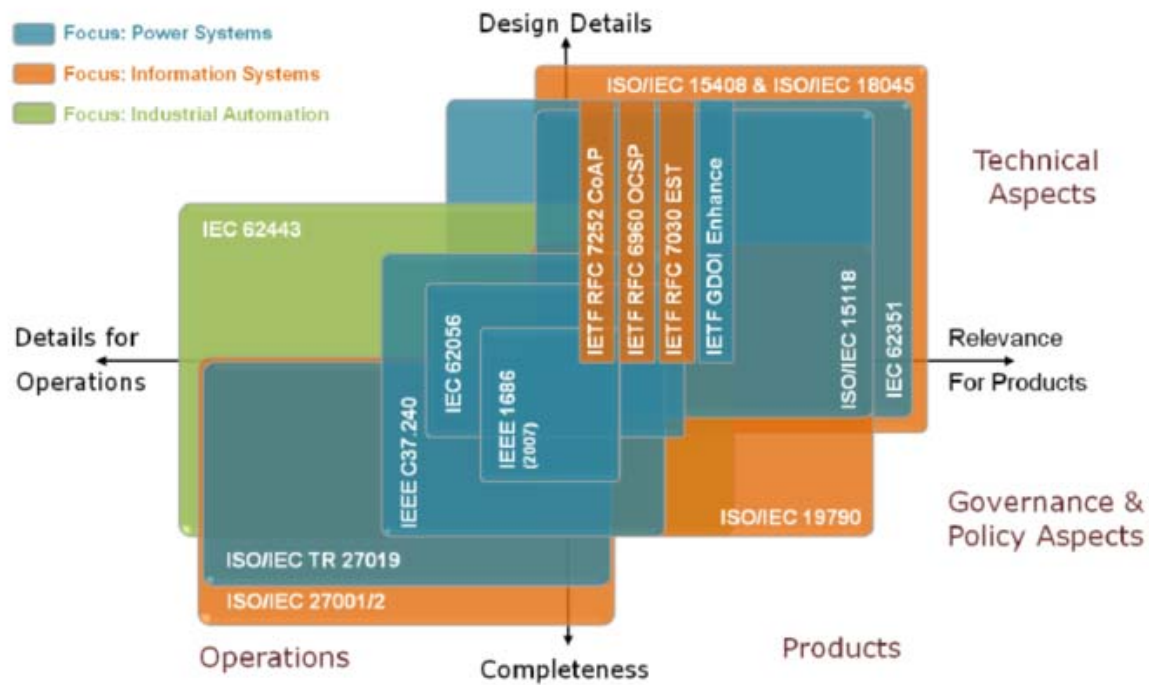 Design Details
Focus: Power Systems
Focus: Information Systems
Focus: Industrial Automation
ISO/IEC 15408 & ISO/IEC 18045
Technical
Aspects
IEC 62443
IETF RFC 7252 CoAP
IETF RFC 6960 OCSP
IETF RFC 7030 EST
IETF GDOI Enhance
ISO/IEC 15118
IEC 62351
Details for
Operations
Relevance
For Products
IEC 62056
IEEE 1686
(2007)
IEEE C37.240
ISO/IEC 19790
Governance &
Policy Aspects
ISO/IEC TR 27019
ISO/IEC 27001/2
Operations
Products
Completeness